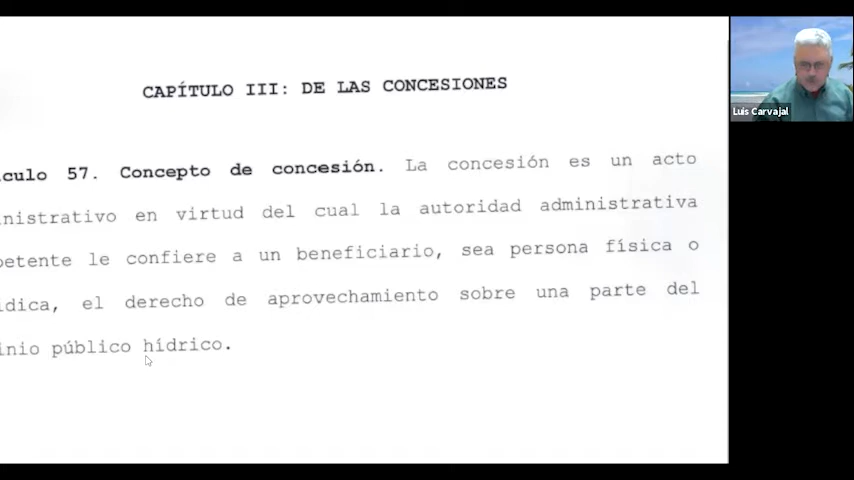 CAPÍTULO III: DE LAS CONCESIONES
culo 57. Concepto de concesión. La concesión es un acto
nistrativo en virtud del cual la autoridad administrativa
petente le confiere a un beneficiario, sea persona física o
ídica, el derecho de aprovechamiento sobre una parte del
inio público hídrico.
Luis Carvajal